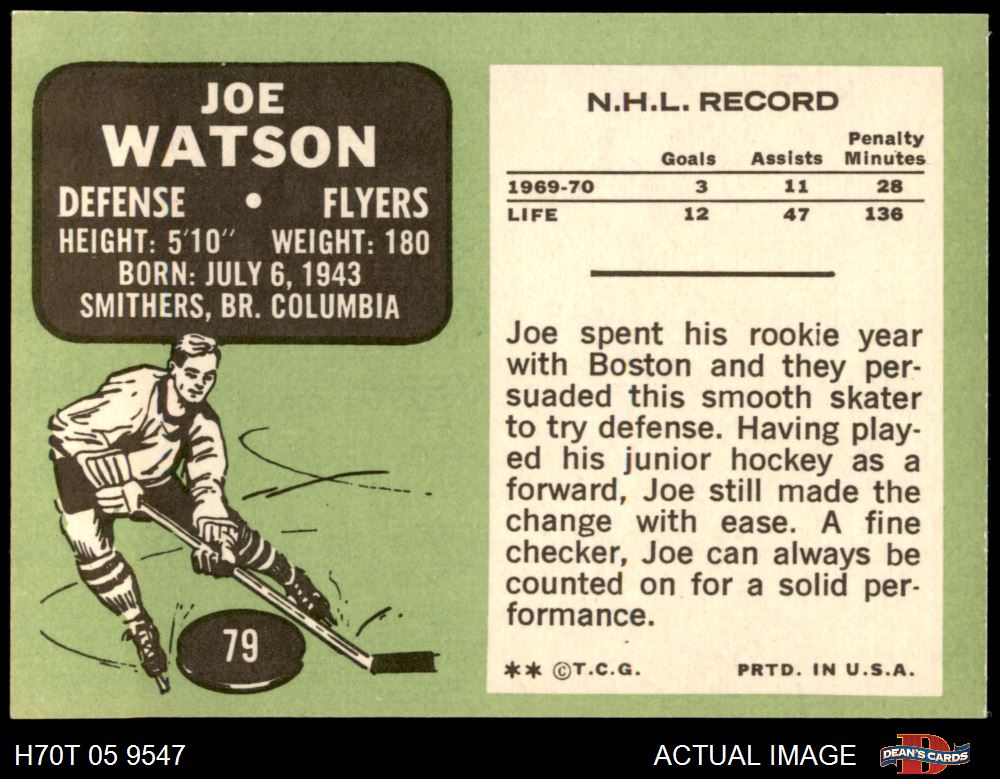 JOE
WATSON
DEFENSE • FLYERS
HEIGHT: 5'10" WEIGHT: 180
BORN: JULY 6, 1943
SMITHERS, BR. COLUMBIA
79
N.H.L. RECORD
Goals Assists Penalty Minutes
1969-70 3 11 28
LIFE 12 47 136
Joe spent his rookie year
with Boston and they per-
suaded this smooth skater
to try defense. Having play-
ed his junior hockey as a
forward, Joe still made the
change with ease. A fine
checker, Joe can always be
counted on for a solid per-
formance.
** ©T.C.G. PRTD. IN U.S.A.
H70T 05 9547 ACTUAL IMAGE DEAN'S CARDS